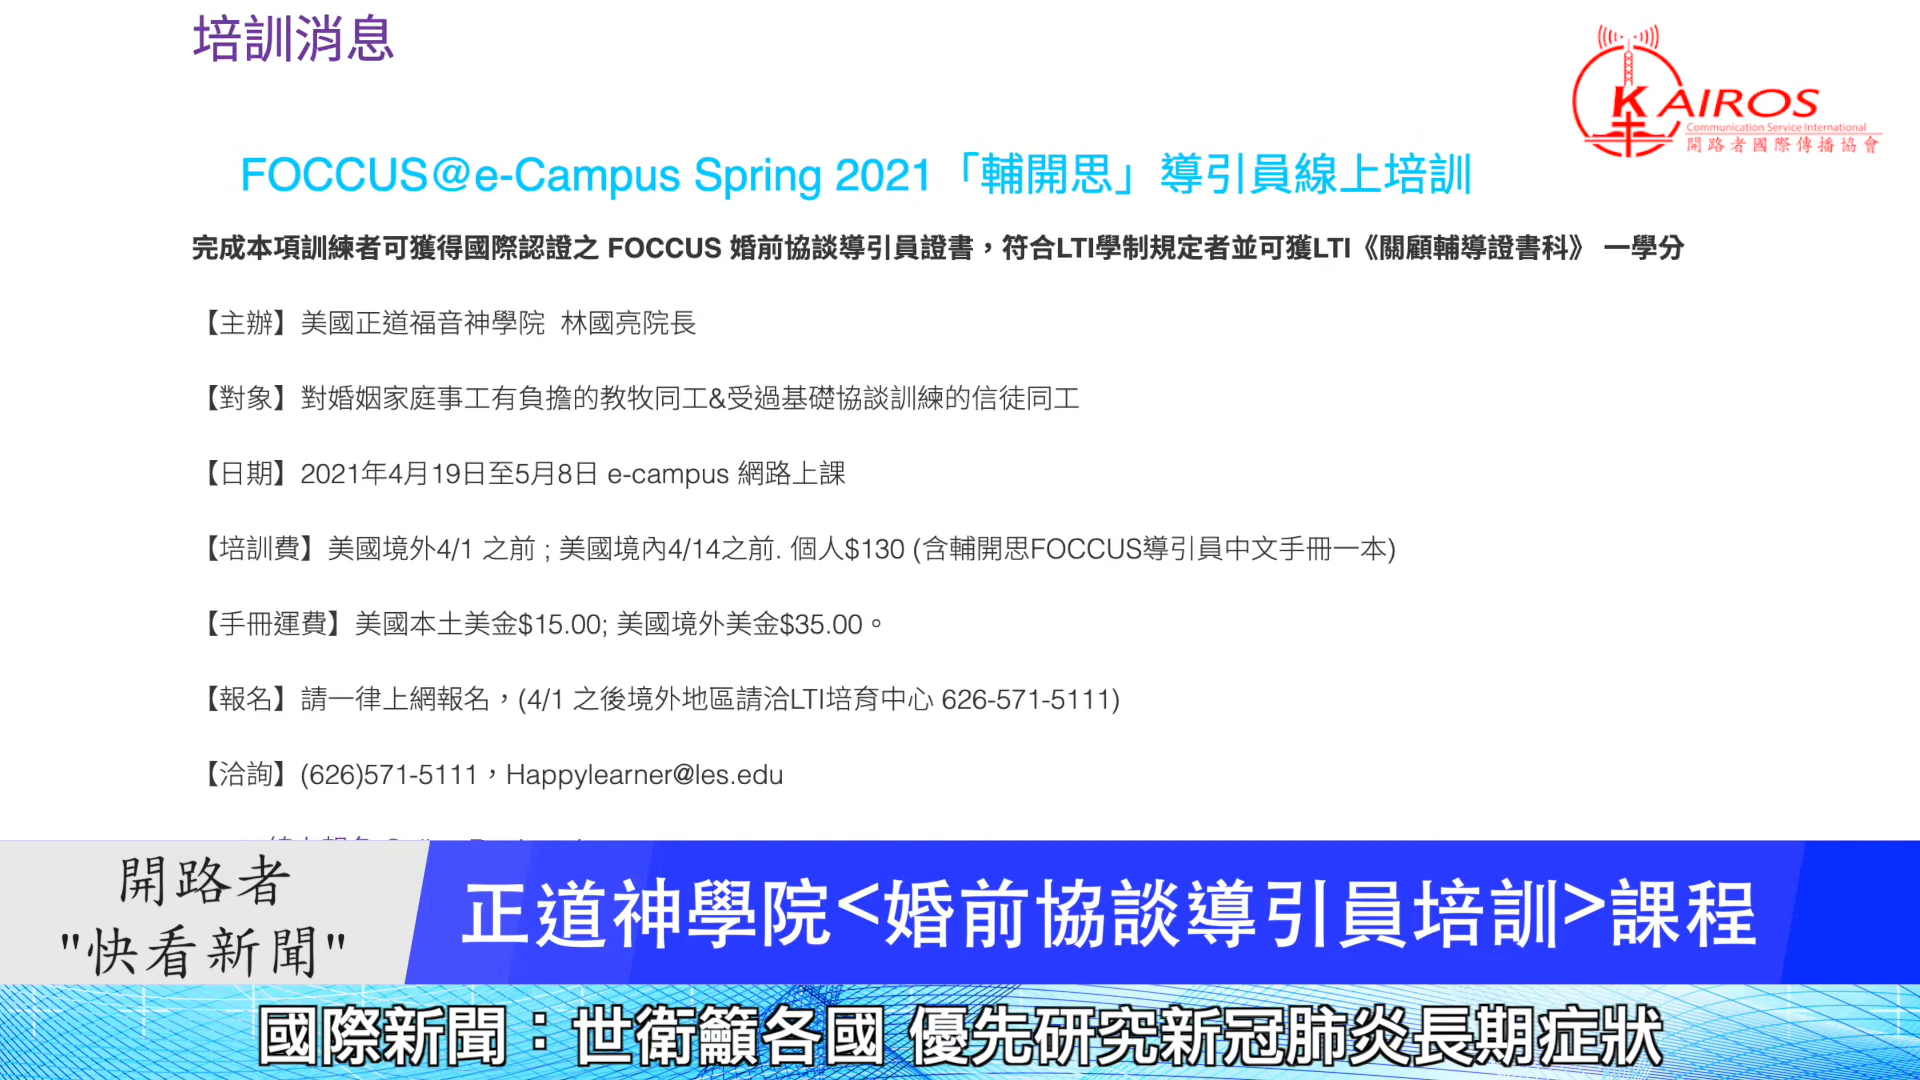 培訓消息
KAIROS
Communication Service International
開路者國際傳播協會
FOCCUS@e-Campus Spring 2021「輔開思」導引員線上培訓
完成本項訓練者可獲得國際認證之 FOCCUS 婚前協談導引員證書，符合LTI學制規定者並可獲LTI《關顧輔導證書科》 一學分
【主辦】美國正道福音神學院 林國亮院長
【對象】對婚姻家庭事工有負擔的教牧同工&受過基礎協談訓練的信徒同工
【日期】2021年4月19日至5月8日 e-campus 網路上課
【培訓費】美國境外4/1 之前 ; 美國境內4/14之前. 個人$130 (含輔開思FOCCUS導引員中文手冊一本)
【手冊運費】美國本土美金$15.00; 美國境外美金$35.00。
【報名】請一律上網報名，(4/1 之後境外地區請洽LTI培育中心 626-571-5111)
【洽詢】(626)571-5111，Happylearner@les.edu
開路者
"快看新聞"
正道神學院<婚前協談導引員培訓>課程
國際新聞：世衛籲各國 優先研究新冠肺炎長期症狀